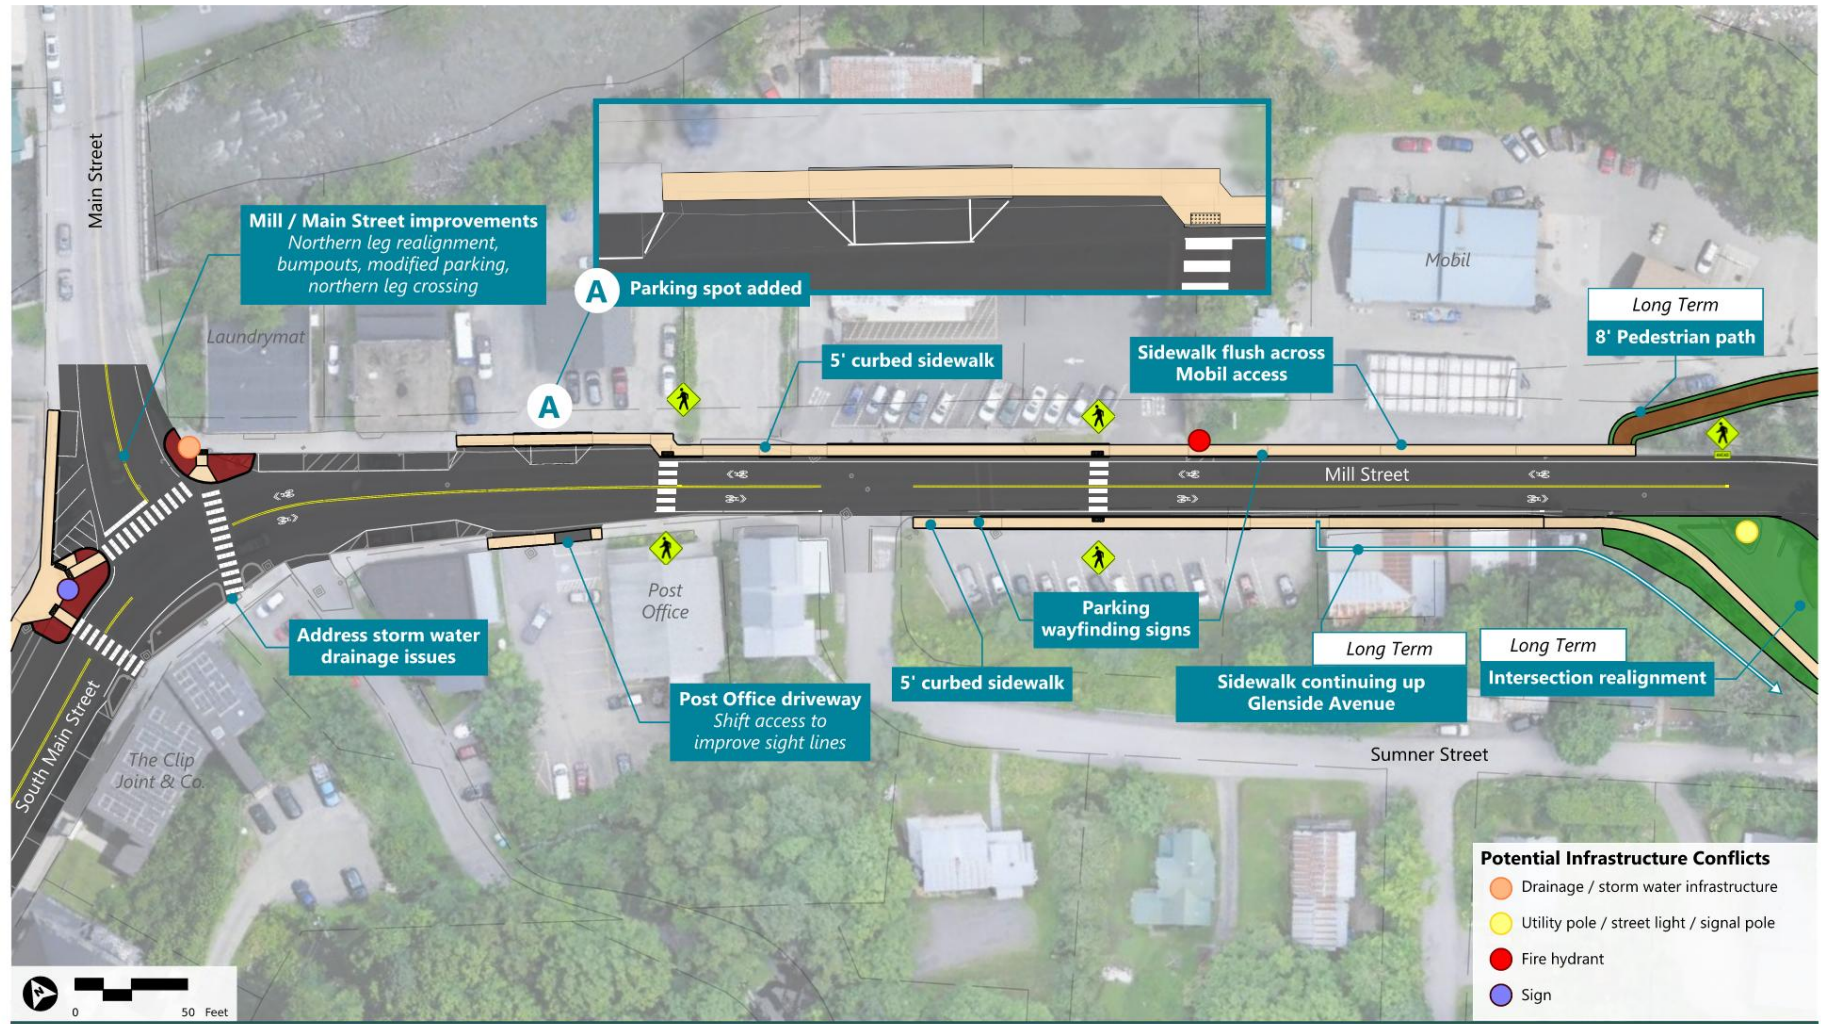 Main Street
Mill / Main Street improvements
Northern leg realignment,
bumpouts, modified parking,
northern leg crossing
A
Parking spot added
Laundrymat
A
5' curbed sidewalk
Sidewalk flush across
Mobil access
Mobil
Long Term
8' Pedestrian path
Mill Street
Address storm water
drainage issues
Post
Office
Post Office driveway
Shift access to
improve sight lines
5' curbed sidewalk
Parking
wayfinding signs
Long Term
Sidewalk continuing up
Glenside Avenue
Long Term
Intersection realignment
South Main Street
The Clip
Joint & Co.
Sumner Street
Potential Infrastructure Conflicts
Drainage / storm water infrastructure
Utility pole / street light / signal pole
Fire hydrant
Sign
N
0 50 Feet